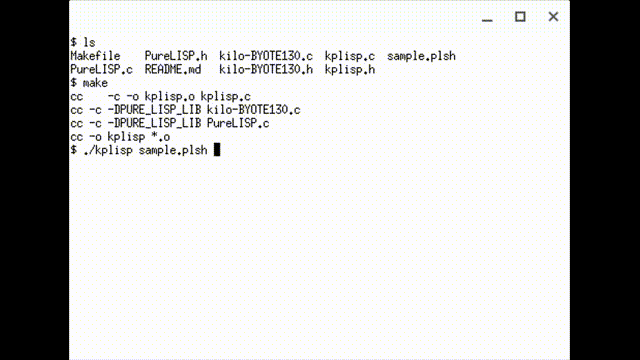 $ ls
Makefile    PureLISP.h  kilo-BYOTE130.c  kplisp.c  sample.plsh
PureLISP.c  README.md   kilo-BYOTE130.h  kplisp.h
$ make
cc    -c -o kplisp.o kplisp.c
cc -c -DPURE_LISP_LIB kilo-BYOTE130.c
cc -c -DPURE_LISP_LIB PureLISP.c
cc -o kplisp *.o
$ ./kplisp sample.plsh